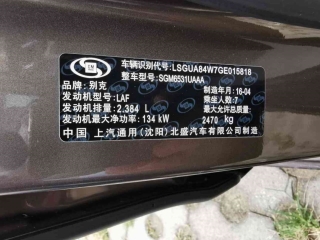 车辆识别代号 LSGUA84W7GE015818
整车型号 SGM6531UAAA
品牌:别克 制造年月:16-04
发动机型号:LAF 乘坐人数:7
发动机排量:2.384 L 最大允许总质量:
发动机最大净功率:134 kW 2470 kg
中国 上汽通用(沈阳)北盛汽车有限公司制造